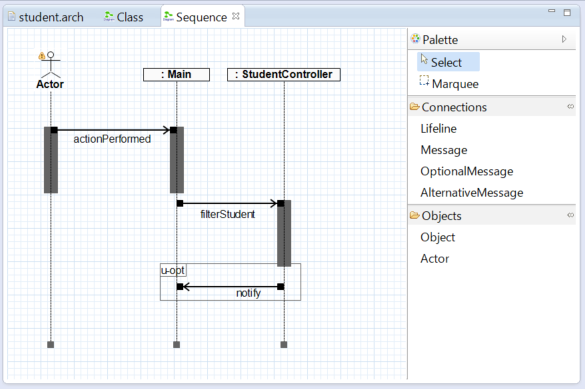 student.arch
Class
Sequence
Palette
Select
Marquee
Connections
Lifeline
Message
OptionalMessage
AlternativeMessage
Objects
Object
Actor
Actor
: Main
: StudentController
actionPerformed
filterStudent
u-opt
notify